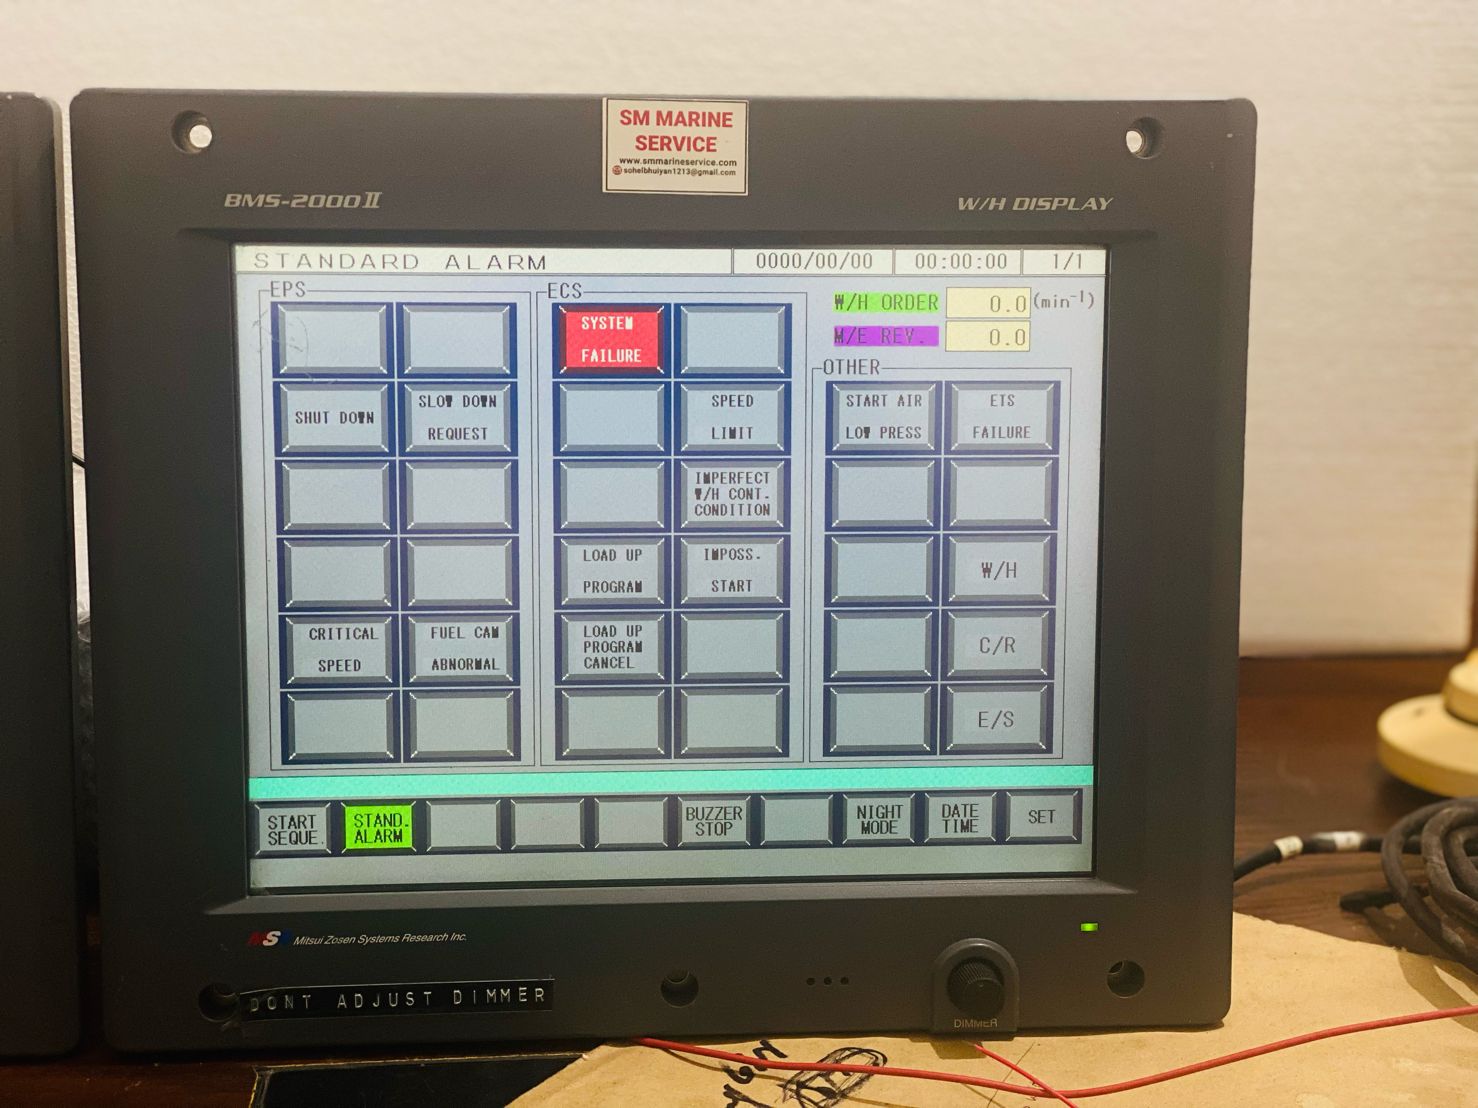 SM MARINE
SERVICE
www.smmarineservice.com
sohelbhuiyan1213@gmail.com
BMS-2000II
W/H DISPLAY
STANDARD ALARM
0000/00/00
00:00:00
1/1
EPS
SHUT DOWN
SLOW DOWN
REQUEST
CRITICAL
SPEED
FUEL CAM
ABNORMAL
ECS
SYSTEM
FAILURE
SPEED
LIMIT
IMPERFECT
W/H CONT.
CONDITION
LOAD UP
PROGRAM
IMPOSS.
START
LOAD UP
PROGRAM
CANCEL
W/H ORDER 0.0 (min⁻¹)
M/E REV. 0.0
OTHER
START AIR
LOW PRESS
ETS
FAILURE
W/H
C/R
E/S
START
SEQUE.
STAND.
ALARM
BUZZER
STOP
NIGHT
MODE
DATE
TIME
SET
MSR Mitsui Zosen Systems Research Inc.
DONT ADJUST DIMMER
DIMMER